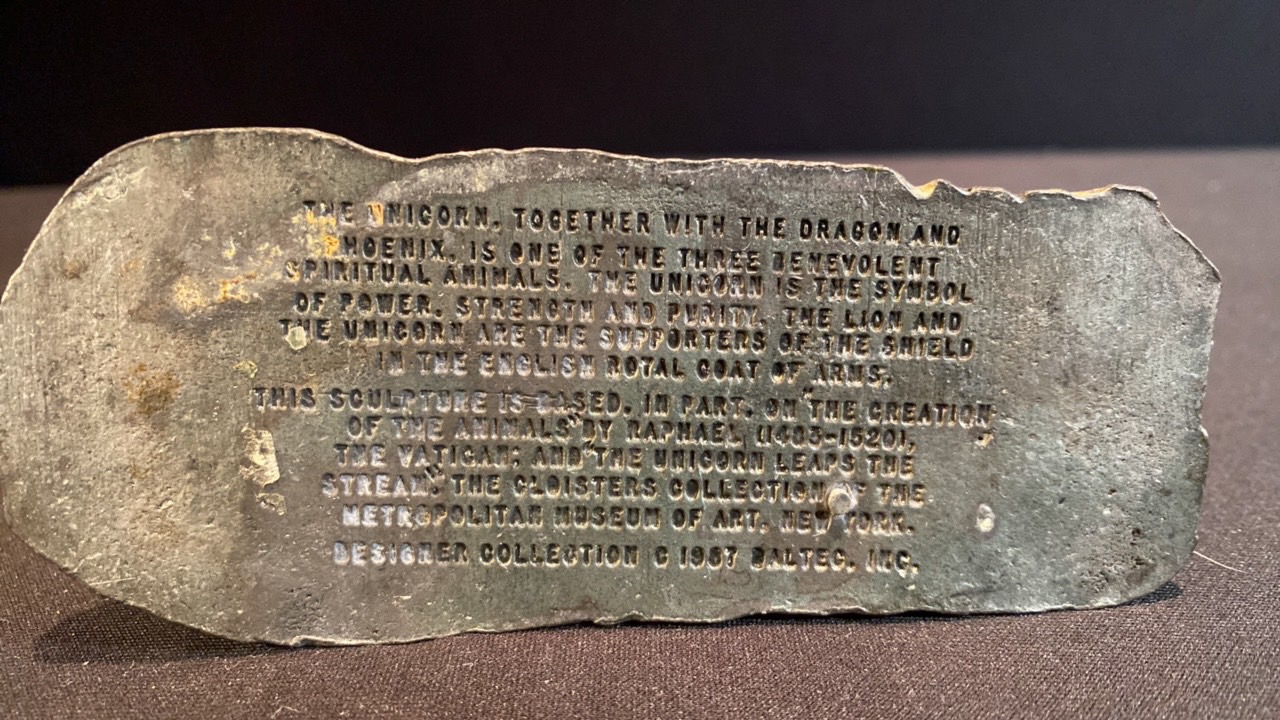 THE UNICORN, TOGETHER WITH THE DRAGON AND
PHOENIX, IS ONE OF THE THREE BENEVOLENT
SPIRITUAL ANIMALS. THE UNICORN IS THE SYMBOL
OF POWER, STRENGTH AND PURITY. THE LION AND
THE UNICORN ARE THE SUPPORTERS OF THE SHIELD
IN THE ENGLISH ROYAL COAT OF ARMS.
THIS SCULPTURE IS BASED, IN PART, ON "THE CREATION
OF THE ANIMALS" BY RAPHAEL (1483-1520),
THE VATICAN; AND "THE UNICORN LEAPS THE
STREAM," THE CLOISTERS COLLECTION OF THE
METROPOLITAN MUSEUM OF ART, NEW YORK.
DESIGNER COLLECTION © 1987 BALTEC, INC.